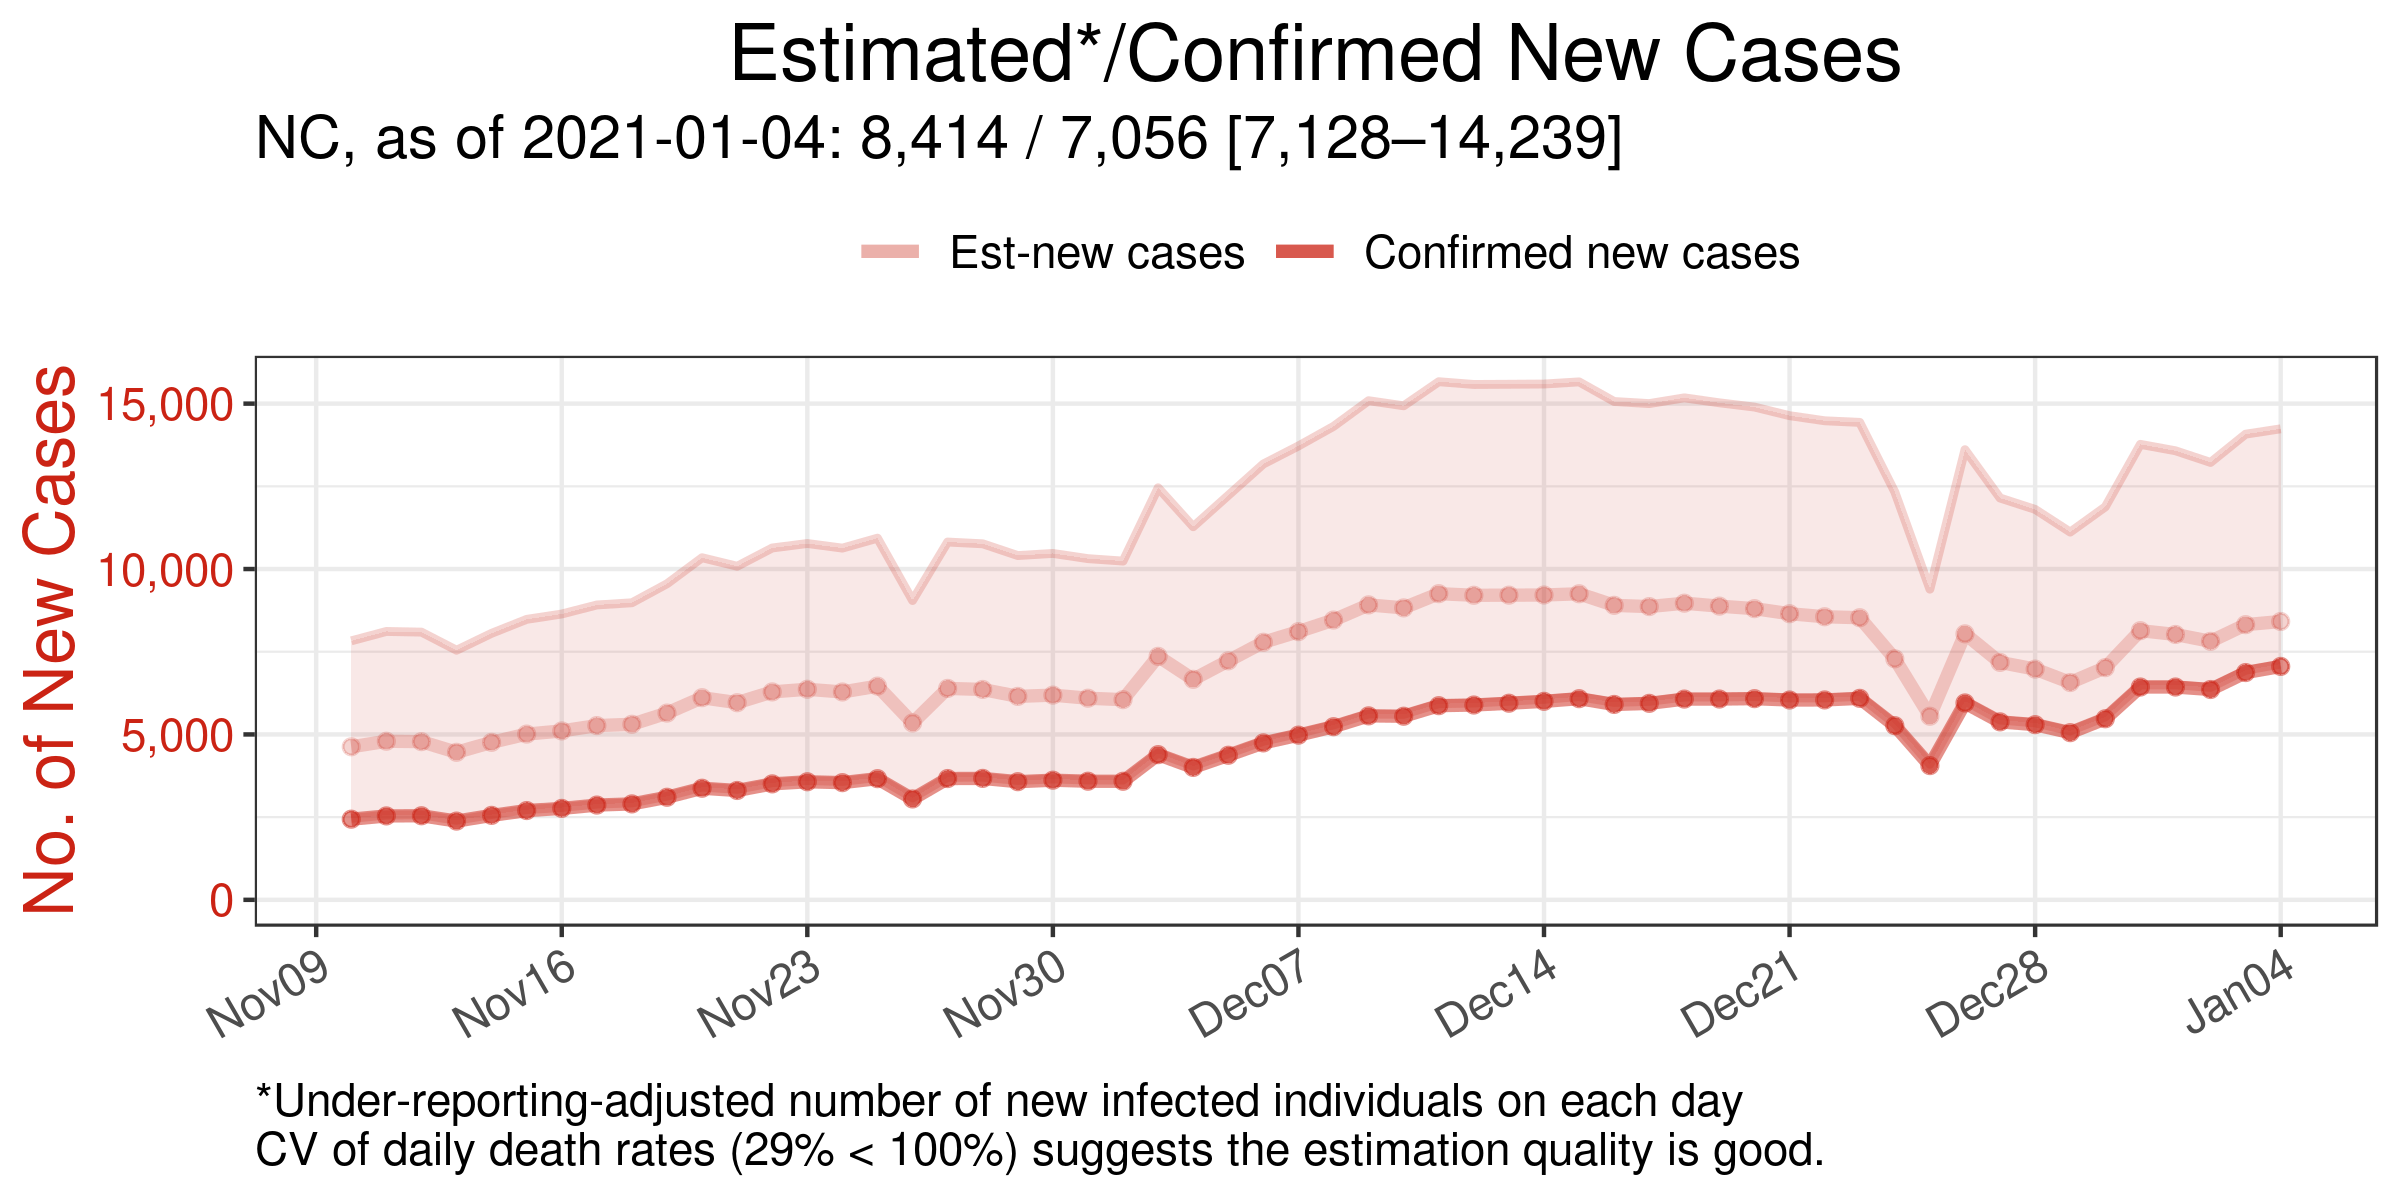 Estimated*/Confirmed New Cases
NC, as of 2021-01-04: 8,414 / 7,056 [7,128–14,239]
Est-new cases
Confirmed new cases
No. of New Cases
15,000
10,000
5,000
0
Nov09
Nov16
Nov23
Nov30
Dec07
Dec14
Dec21
Dec28
Jan04
*Under-reporting-adjusted number of new infected individuals on each day
CV of daily death rates (29% < 100%) suggests the estimation quality is good.